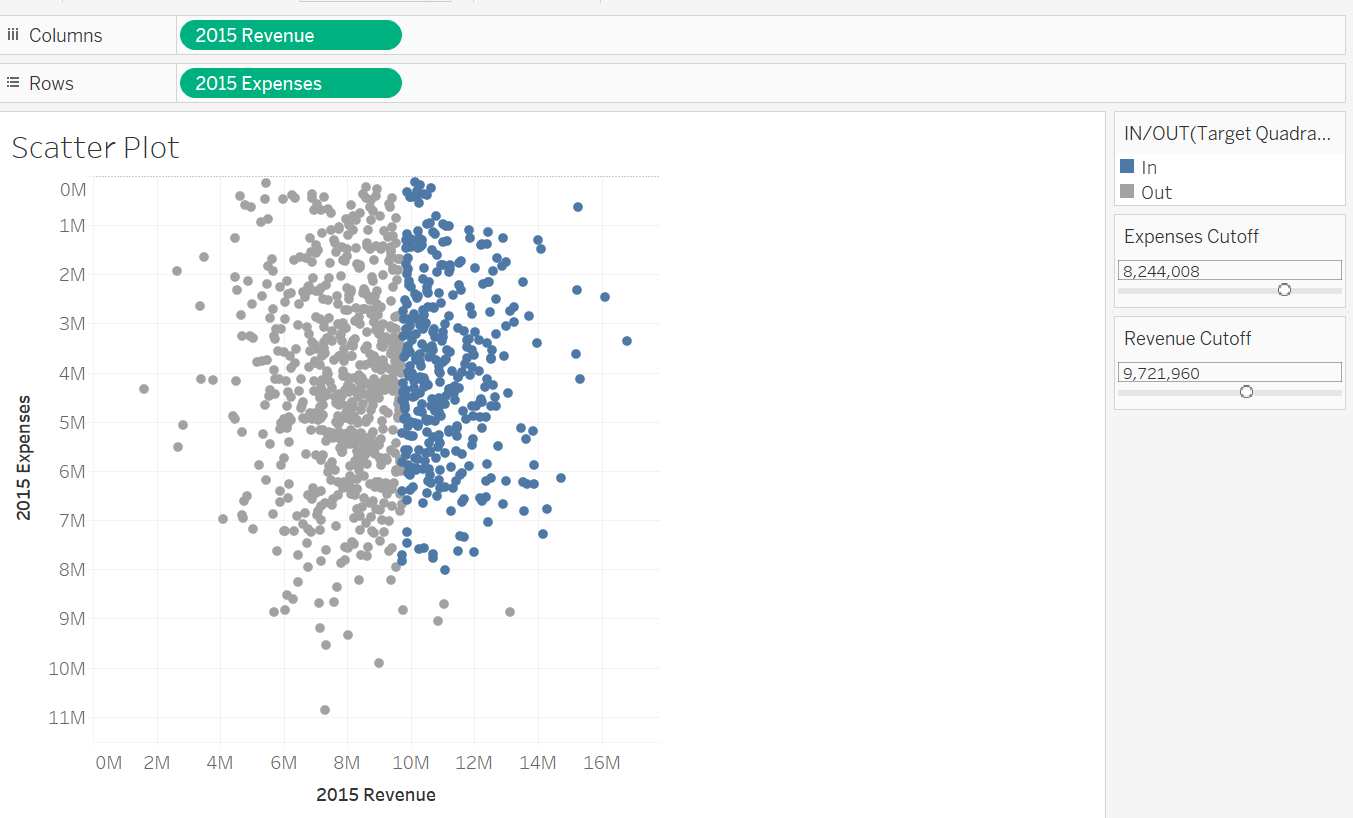 Columns
2015 Revenue
Rows
2015 Expenses
Scatter Plot
0M
1M
2M
3M
4M
5M
6M
7M
8M
9M
10M
11M
2015 Expenses
0M 2M 4M 6M 8M 10M 12M 14M 16M
2015 Revenue
IN/OUT(Target Quadra...
In
Out
Expenses Cutoff
8,244,008
Revenue Cutoff
9,721,960